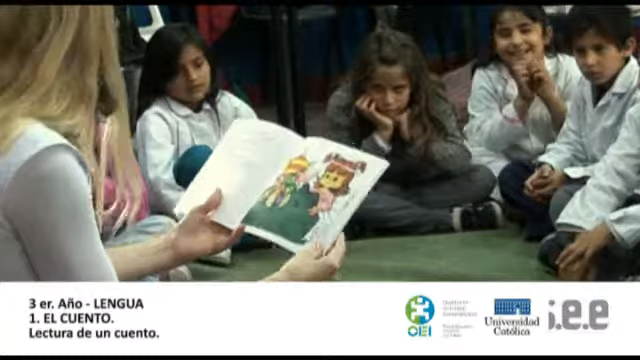 3 er. Año - LENGUA
1. EL CUENTO.
Lectura de un cuento.
OEI
Universidad
Católica
i.e.e